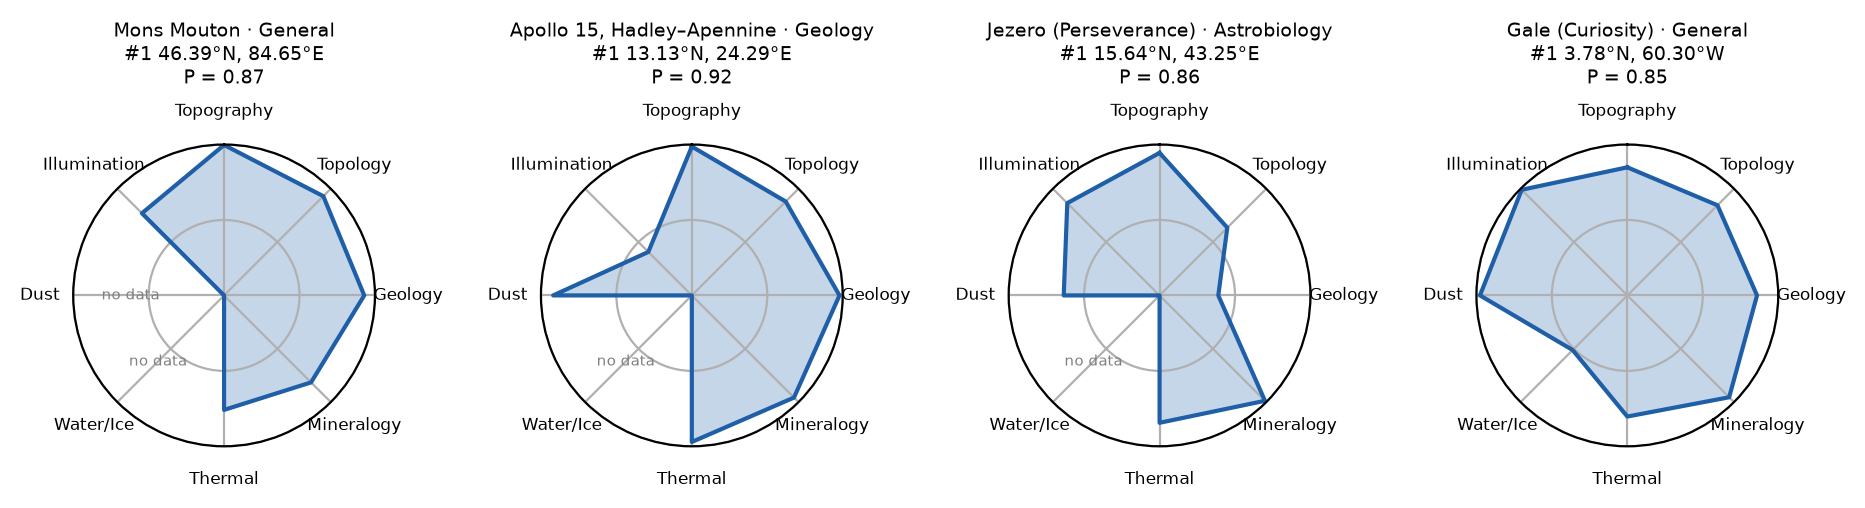 Mons Mouton · General
#1 46.39°N, 84.65°E
P = 0.87
Topography
Illumination
Topology
Dust
no data
Geology
no data
Water/Ice
Mineralogy
Thermal
Apollo 15, Hadley–Apennine · Geology
#1 13.13°N, 24.29°E
P = 0.92
Topography
Illumination
Topology
Dust
Geology
no data
Water/Ice
Mineralogy
Thermal
Jezero (Perseverance) · Astrobiology
#1 15.64°N, 43.25°E
P = 0.86
Topography
Illumination
Topology
Dust
Geology
no data
Water/Ice
Mineralogy
Thermal
Gale (Curiosity) · General
#1 3.78°N, 60.30°W
P = 0.85
Topography
Illumination
Topology
Dust
Geology
Water/Ice
Mineralogy
Thermal